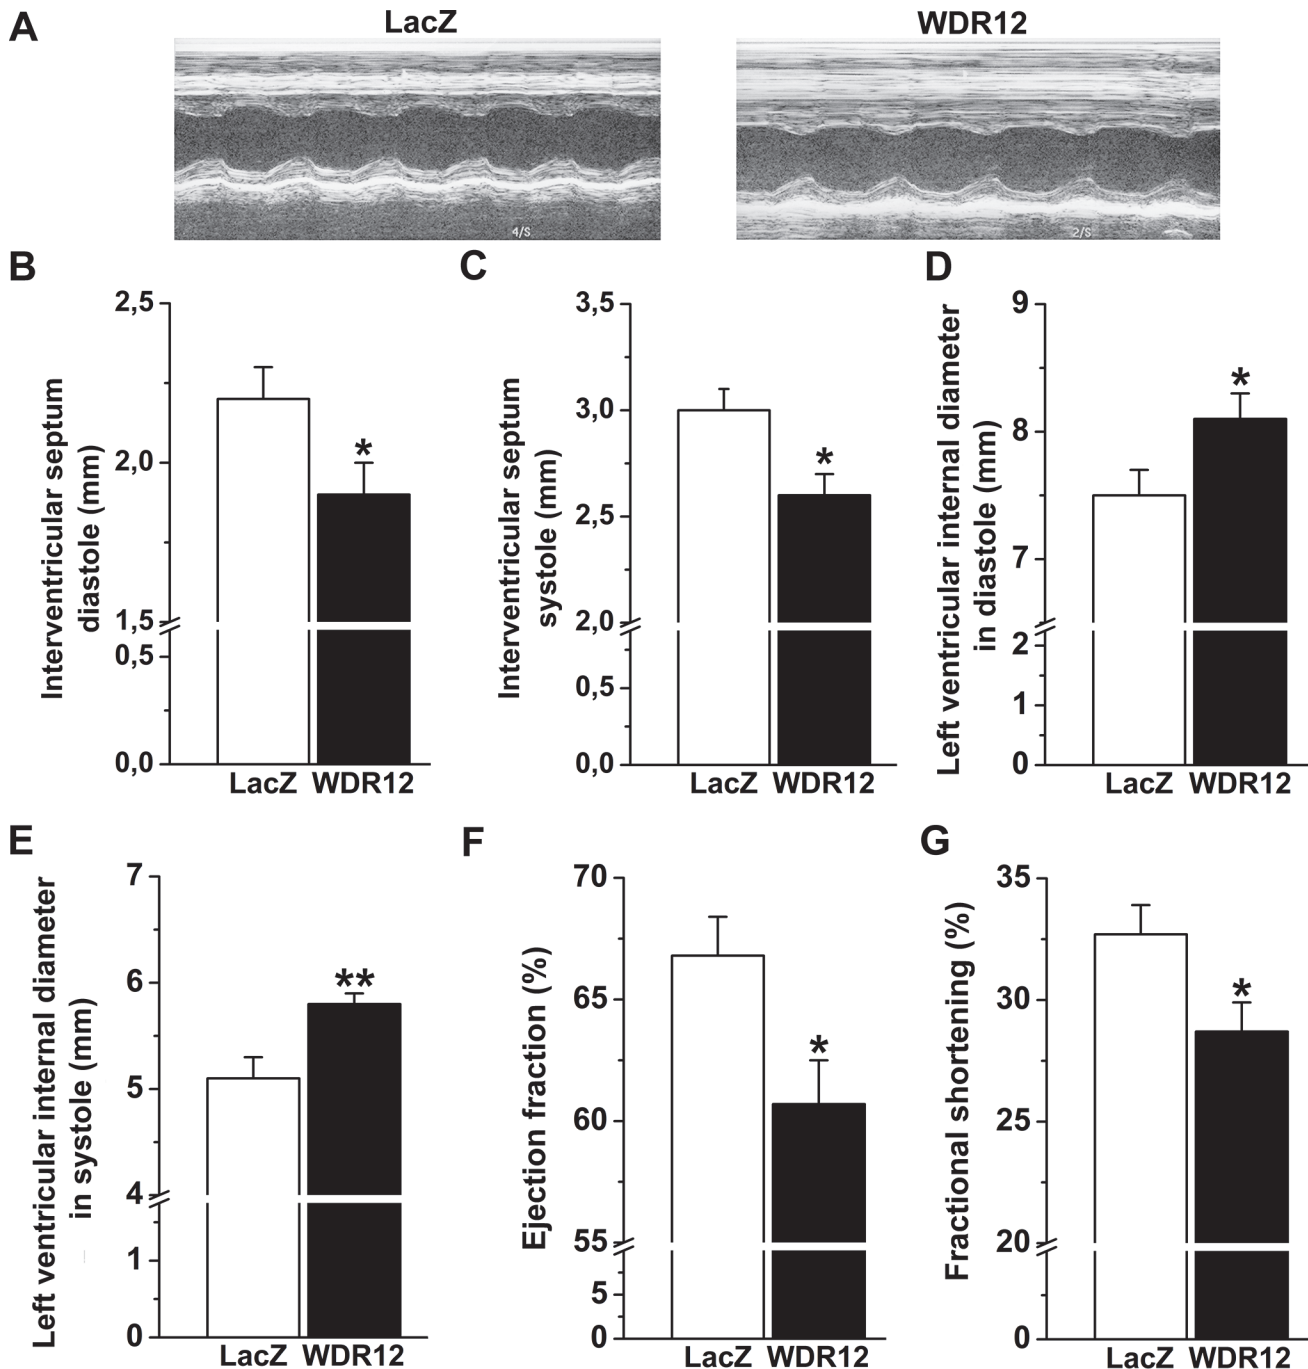 A
LacZ
WDR12
4/S
2/S
B
Interventricular septum
diastole (mm)
2,5
2,0
1,5
0,5
0,0
*
LacZ WDR12
C
Interventricular septum
systole (mm)
3,5
3,0
2,5
2,0
2,0
0,5
0,0
*
LacZ WDR12
D
Left ventricular internal diameter
in diastole (mm)
9
8
7
2
1
0
*
LacZ WDR12
E
Left ventricular internal diameter
in systole (mm)
7
6
5
4
1
0
**
LacZ WDR12
F
Ejection fraction (%)
70
65
60
55
5
0
*
LacZ WDR12
G
Fractional shortening (%)
35
30
25
20
0
*
LacZ WDR12